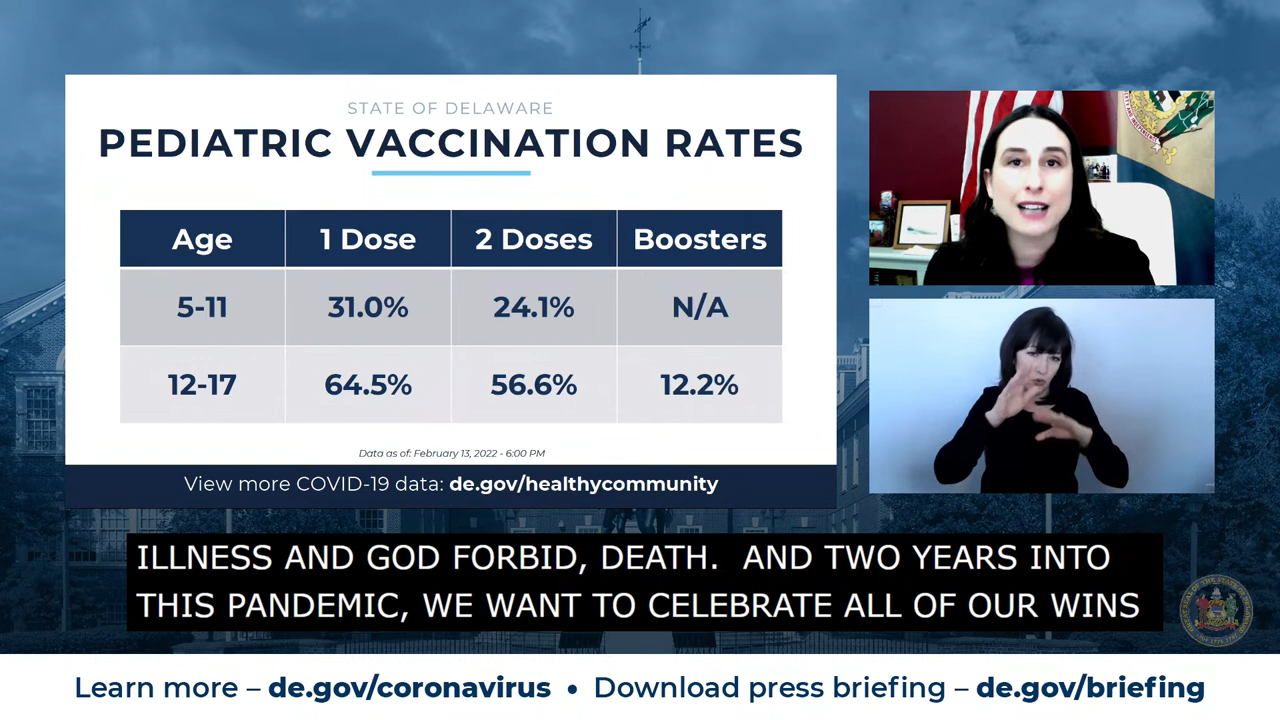 STATE OF DELAWARE
PEDIATRIC VACCINATION RATES
Age 1 Dose 2 Doses Boosters
5-11 31.0% 24.1% N/A
12-17 64.5% 56.6% 12.2%
Data as of: February 13, 2022 - 6:00 PM
View more COVID-19 data: de.gov/healthycommunity
ILLNESS AND GOD FORBID, DEATH.  AND TWO YEARS INTO
THIS PANDEMIC, WE WANT TO CELEBRATE ALL OF OUR WINS
Learn more – de.gov/coronavirus • Download press briefing – de.gov/briefing